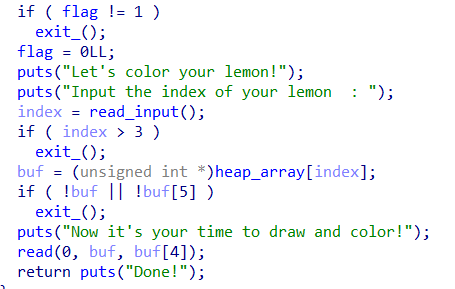 if ( flag != 1 )
exit_();
flag = 0LL;
puts("Let's color your lemon!");
puts("Input the index of your lemon  : ");
index = read_input();
if ( index > 3 )
exit_();
buf = (unsigned int *)heap_array[index];
if ( !buf || !buf[5] )
exit_();
puts("Now it's your time to draw and color!");
read(0, buf, buf[4]);
return puts("Done!");